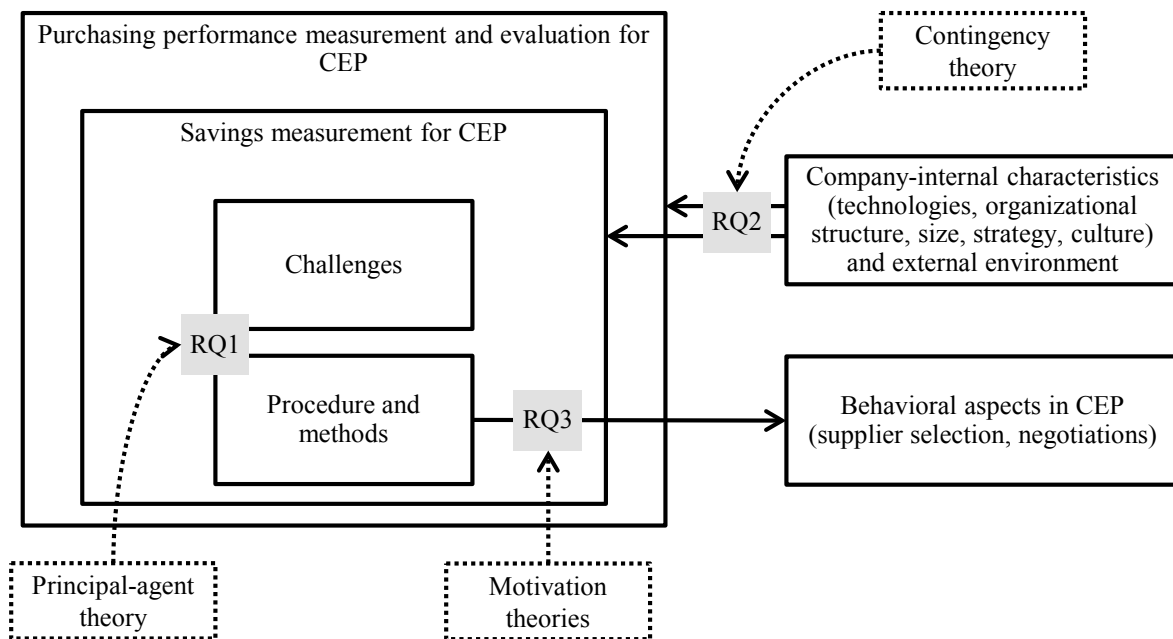 Purchasing performance measurement and evaluation for
CEP
Contingency
theory
Savings measurement for CEP
Company-internal characteristics
(technologies, organizational
structure, size, strategy, culture)
and external environment
RQ2
Challenges
RQ1
Procedure and
methods
RQ3
Behavioral aspects in CEP
(supplier selection, negotiations)
Principal-agent
theory
Motivation
theories